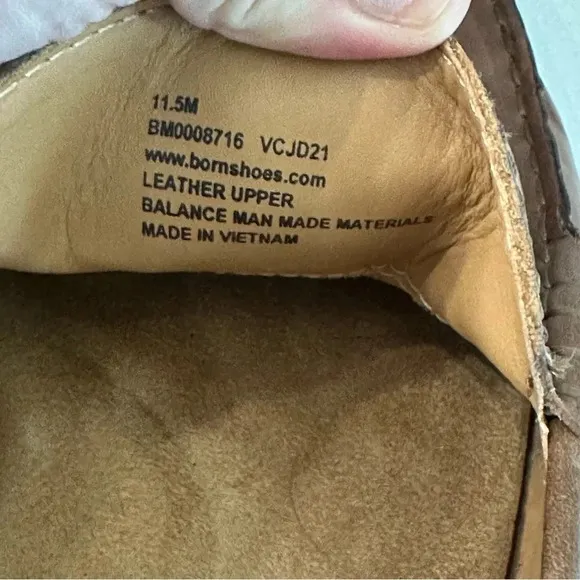 11.5M
BM0008716 VCJD21
www.bornshoes.com
LEATHER UPPER
BALANCE MAN MADE MATERIALS
MADE IN VIETNAM